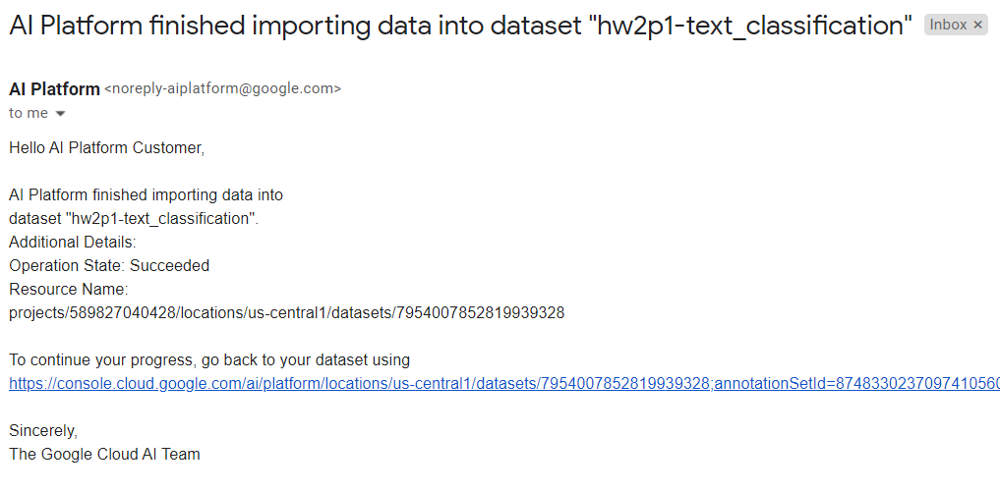 AI Platform finished importing data into dataset "hw2p1-text_classification" Inbox ×
AI Platform <noreply-aiplatform@google.com>
to me
Hello AI Platform Customer,
AI Platform finished importing data into
dataset "hw2p1-text_classification".
Additional Details:
Operation State: Succeeded
Resource Name:
projects/589827040428/locations/us-central1/datasets/7954007852819939328
To continue your progress, go back to your dataset using
https://console.cloud.google.com/ai/platform/locations/us-central1/datasets/7954007852819939328;annotationSetId=8748330237097410560
Sincerely,
The Google Cloud AI Team